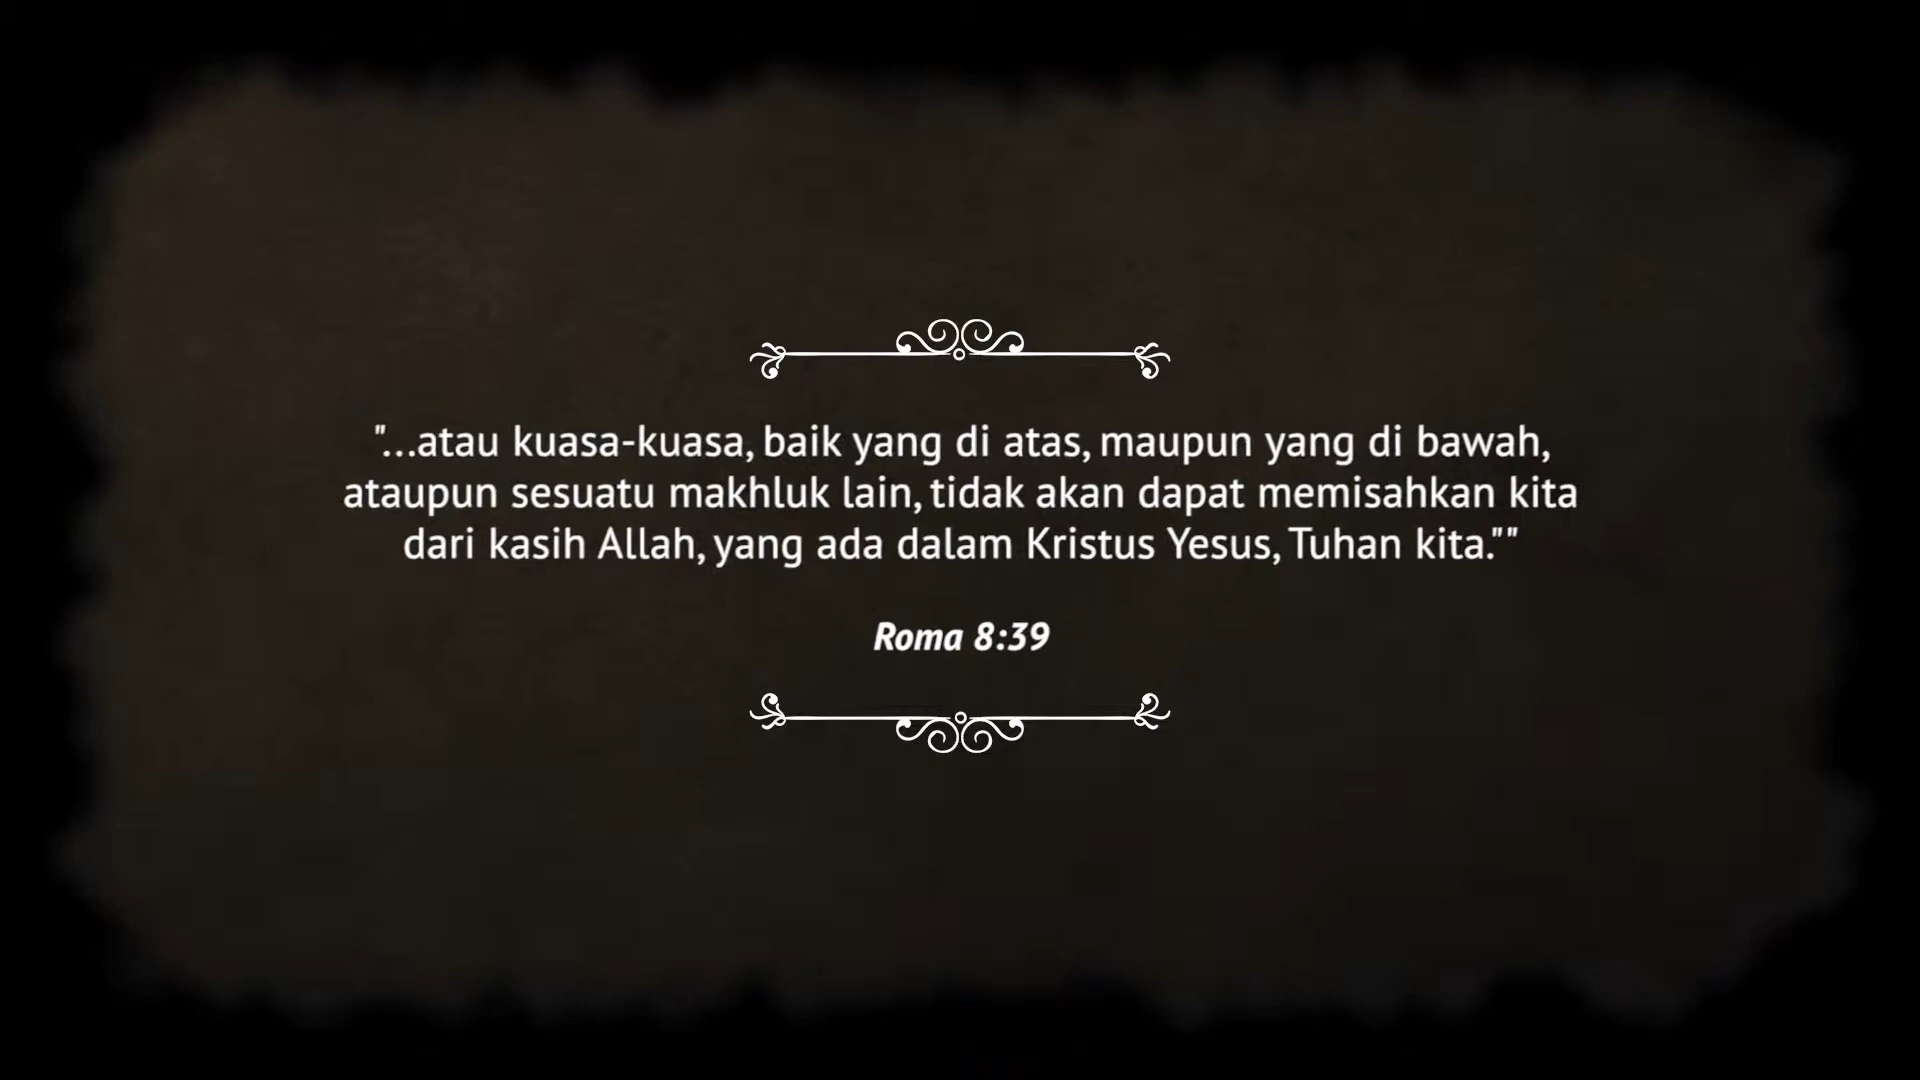 "...atau kuasa-kuasa, baik yang di atas, maupun yang di bawah,
ataupun sesuatu makhluk lain, tidak akan dapat memisahkan kita
dari kasih Allah, yang ada dalam Kristus Yesus, Tuhan kita.""
Roma 8:39